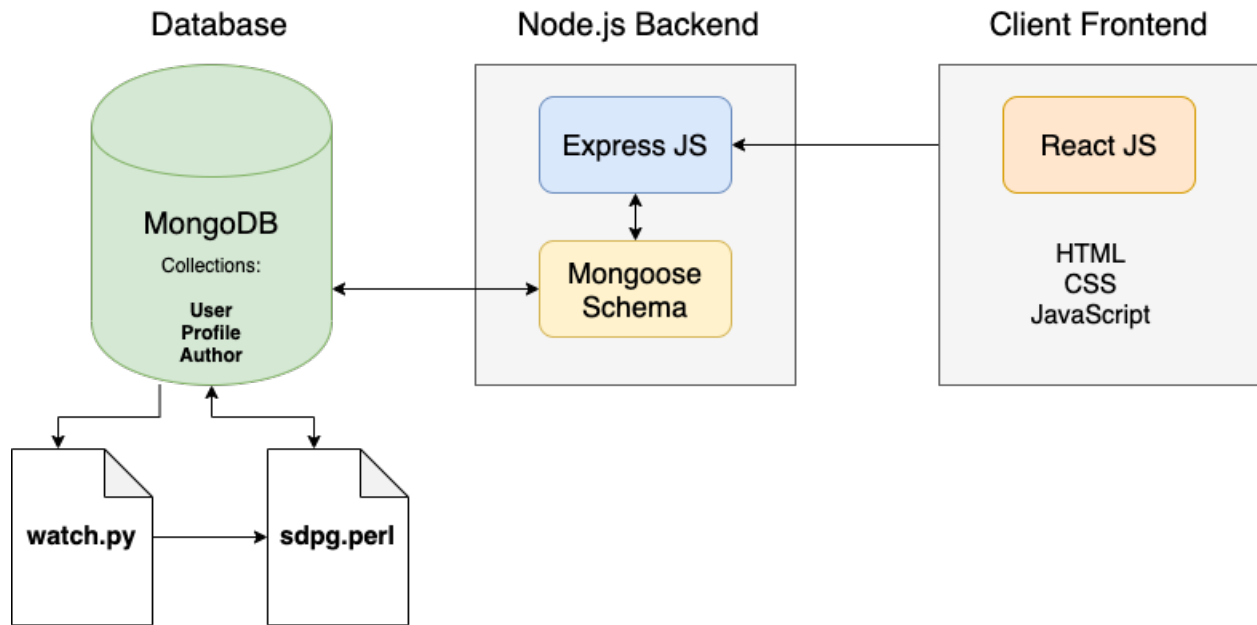 Database
Node.js Backend
Client Frontend
MongoDB
Collections:
User
Profile
Author
Express JS
Mongoose
Schema
React JS
HTML
CSS
JavaScript
watch.py
sdpg.perl